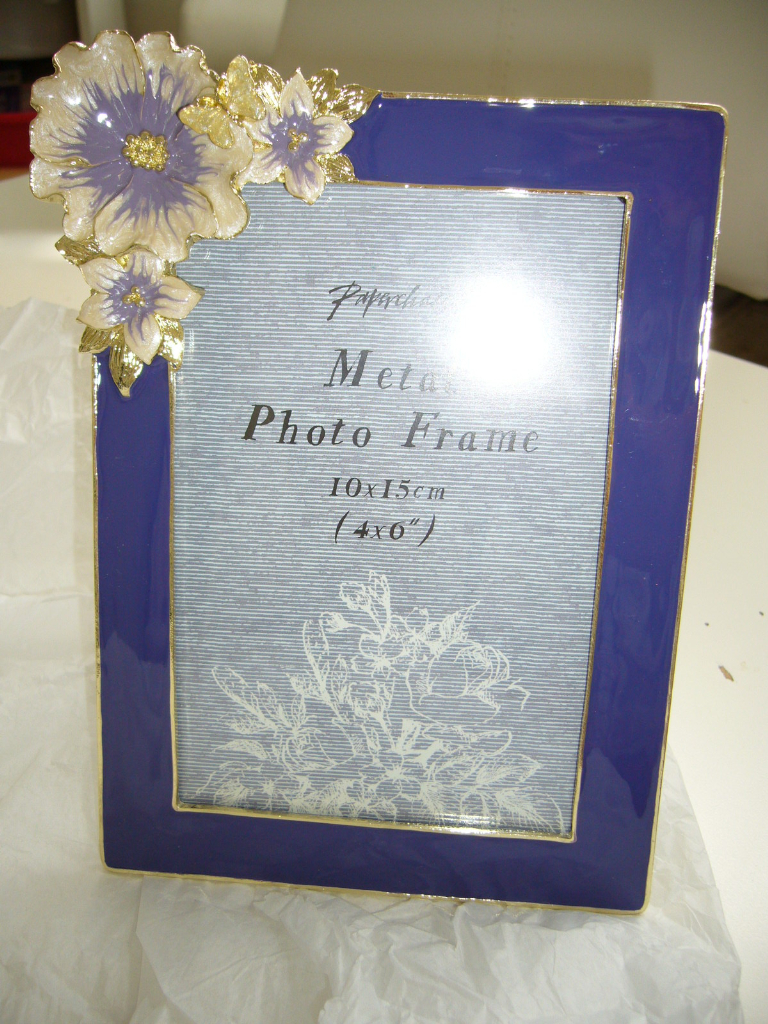 Metal
Photo Frame
10x15cm
(4x6")